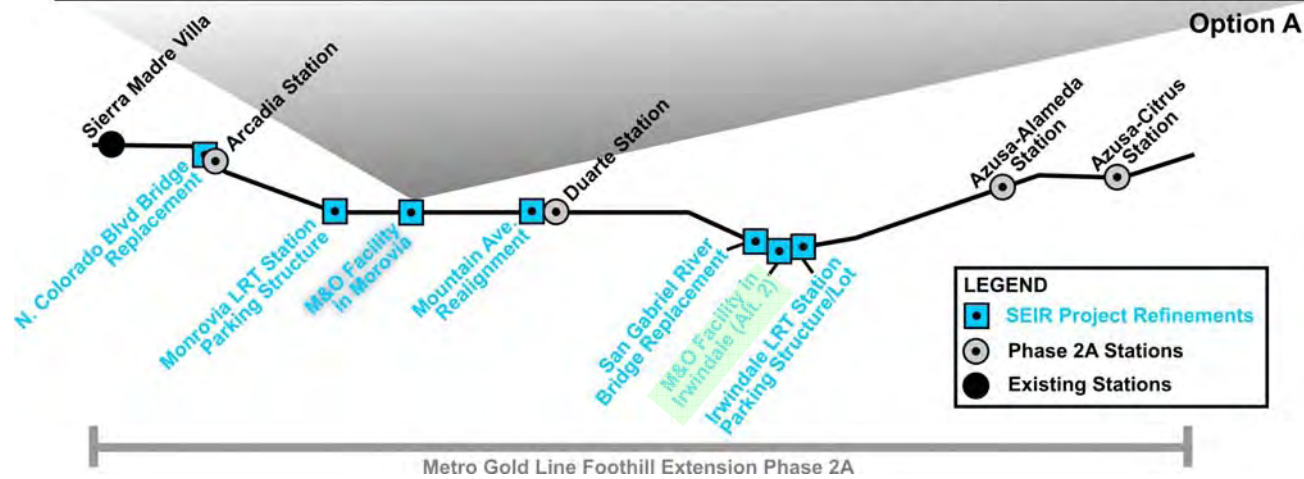 Option A
Sierra Madre Villa
Arcadia Station
Duarte Station
Azusa-Alameda
Station
Azusa-Citrus
Station
N. Colorado Blvd Bridge
Replacement
Monrovia LRT Station
Parking Structure
M&O Facility
In Morovia
Mountain Ave.
Realignment
San Gabriel River
Bridge Replacement
M&O Facility In
Irwindale (Alt. 2)
Irwindale LRT Station
Parking Structure/Lot
LEGEND
SEIR Project Refinements
Phase 2A Stations
Existing Stations
Metro Gold Line Foothill Extension Phase 2A